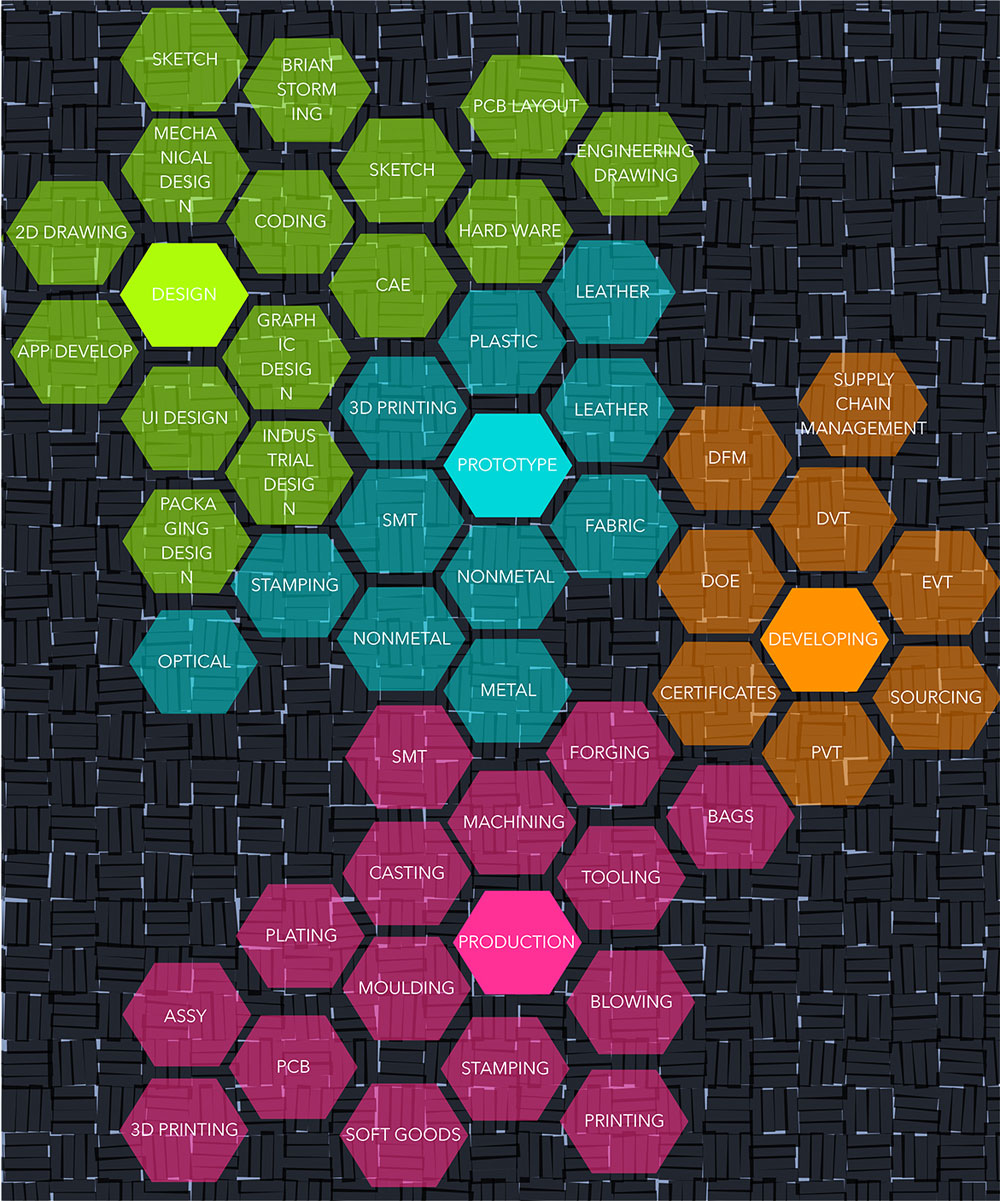 SKETCH
BRIAN
STORM
ING
PCB LAYOUT
MECHA
NICAL
DESIG
N
SKETCH
ENGINEERING
DRAWING
2D DRAWING
CODING
HARD WARE
DESIGN
CAE
LEATHER
APP DEVELOP
GRAPH
IC
DESIG
N
PLASTIC
UI DESIGN
3D PRINTING
LEATHER
SUPPLY
CHAIN
MANAGEMENT
INDUS
TRIAL
DESIG
N
PROTOTYPE
DFM
PACKA
GING
DESIG
N
SMT
FABRIC
DVT
STAMPING
NONMETAL
DOE
EVT
OPTICAL
NONMETAL
DEVELOPING
METAL
CERTIFICATES
SOURCING
SMT
FORGING
PVT
MACHINING
BAGS
CASTING
TOOLING
PLATING
PRODUCTION
MOULDING
BLOWING
ASSY
PCB
STAMPING
3D PRINTING
SOFT GOODS
PRINTING